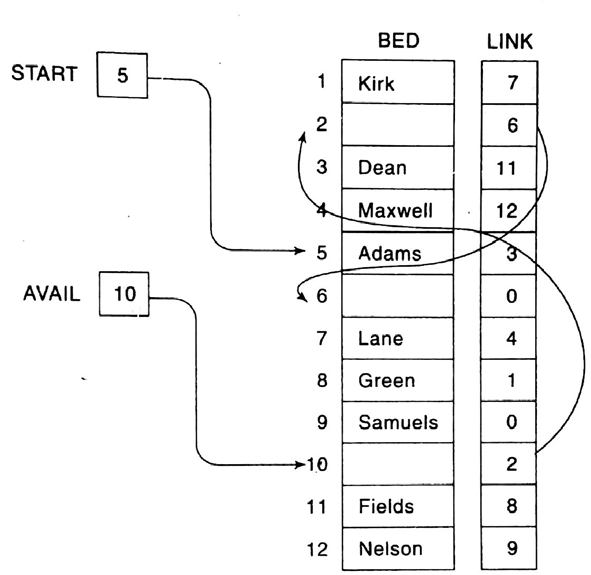 BED LINK
START 5
1 Kirk 7
2 6
3 Dean 11
4 Maxwell 12
5 Adams 3
AVAIL 10
6 0
7 Lane 4
8 Green 1
9 Samuels 0
10 2
11 Fields 8
12 Nelson 9